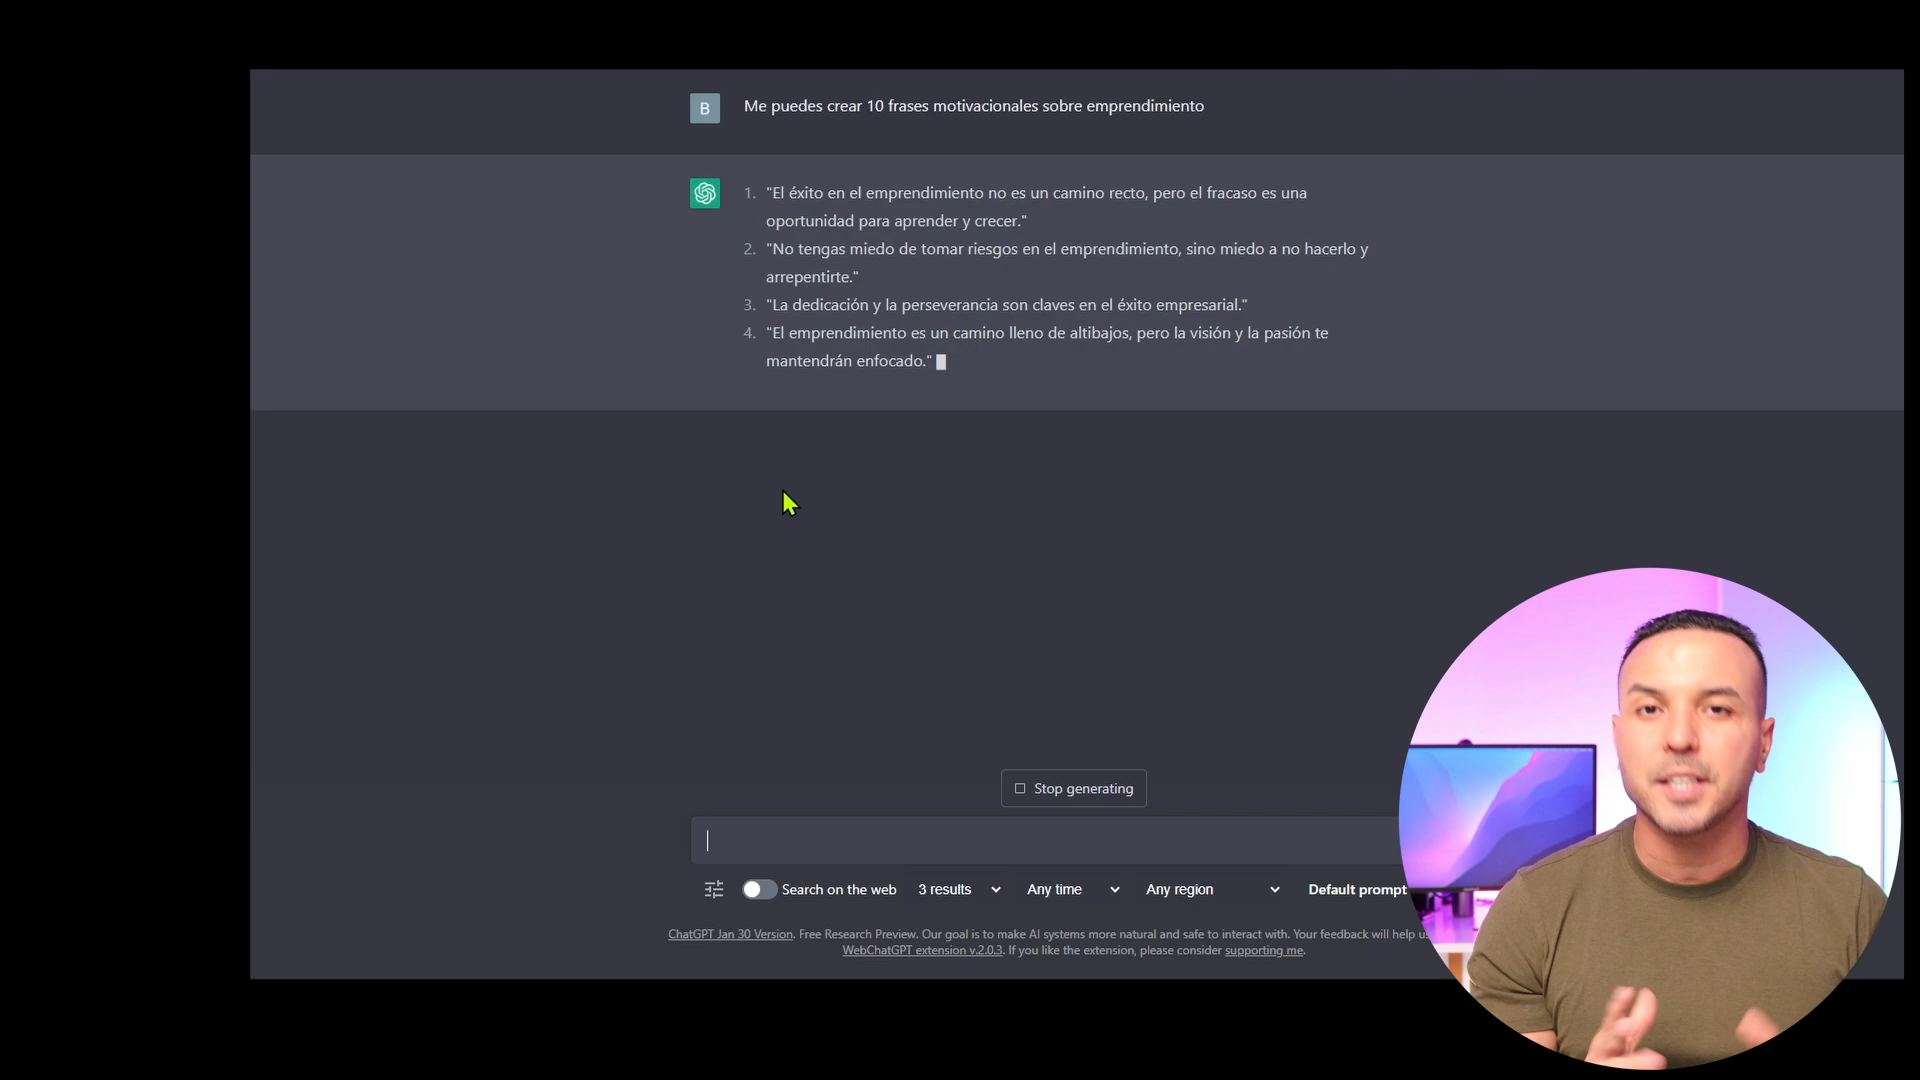 B
Me puedes crear 10 frases motivacionales sobre emprendimiento
1. "El éxito en el emprendimiento no es un camino recto, pero el fracaso es una
oportunidad para aprender y crecer."
2. "No tengas miedo de tomar riesgos en el emprendimiento, sino miedo a no hacerlo y
arrepentirte."
3. "La dedicación y la perseverancia son claves en el éxito empresarial."
4. "El emprendimiento es un camino lleno de altibajos, pero la visión y la pasión te
mantendrán enfocado."
Stop generating
Search on the web 3 results Any time Any region Default prompt
ChatGPT Jan 30 Version. Free Research Preview. Our goal is to make AI systems more natural and safe to interact with. Your feedback will help
WebChatGPT extension v.2.0.3. If you like the extension, please consider supporting me.